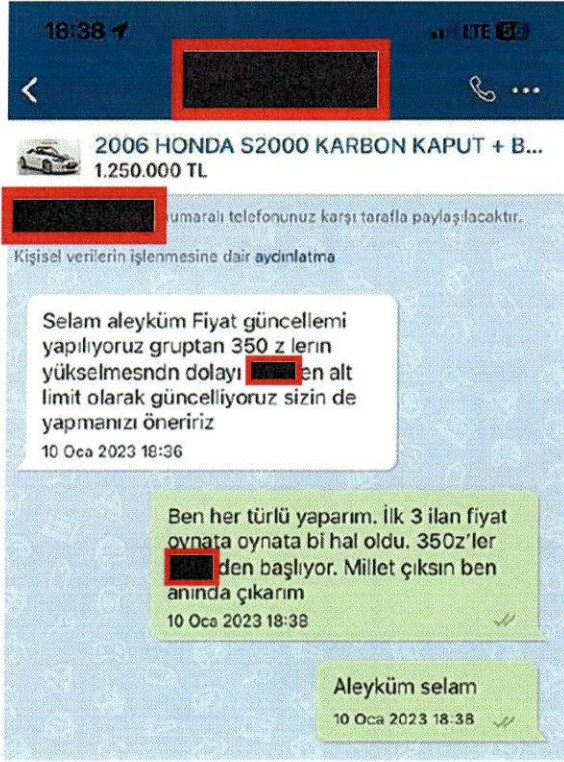 18:38
LTE 56
2006 HONDA S2000 KARBON KAPUT + B...
1.250.000 TL
umaralı telefonunuz karşı tarafla paylaşılacaktır.
Kişisel verilerin işlenmesine dair aydınlatma
Selam aleyküm Fiyat güncellemi
yapılıyoruz gruptan 350 z lerın
yükselmesndn dolayı en alt
limit olarak güncelliyoruz sizin de
yapmanızı öneririz
10 Oca 2023 18:36
Ben her türlü yaparım. İlk 3 ilan fiyat
oynata oynata bi hal oldu. 350z'ler
den başlıyor. Millet çıksın ben
anında çıkarım
10 Oca 2023 18:38
Aleyküm selam
10 Oca 2023 18:38